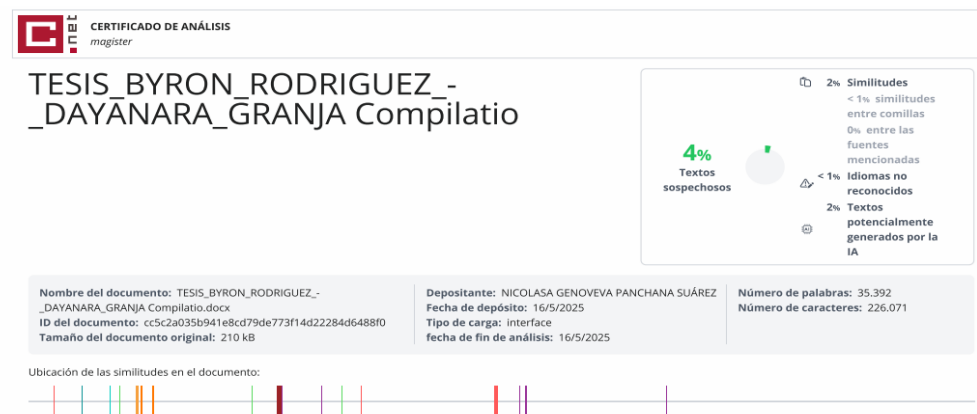 .net
CERTIFICADO DE ANÁLISIS
magister
TESIS_BYRON_RODRIGUEZ_-
_DAYANARA_GRANJA Compilatio
4%
Textos
sospechosos
2% Similitudes
< 1% similitudes
entre comillas
0% entre las
fuentes
mencionadas
< 1% Idiomas no
reconocidos
2% Textos
potencialmente
generados por la
IA
Nombre del documento: TESIS_BYRON_RODRIGUEZ_-
_DAYANARA_GRANJA Compilatio.docx
ID del documento: cc5c2a035b941e8cd79de773f14d22284d6488f0
Tamaño del documento original: 210 kB
Depositante: NICOLASA GENOVEVA PANCHANA SUÁREZ
Fecha de depósito: 16/5/2025
Tipo de carga: interface
fecha de fin de análisis: 16/5/2025
Número de palabras: 35.392
Número de caracteres: 226.071
Ubicación de las similitudes en el documento: